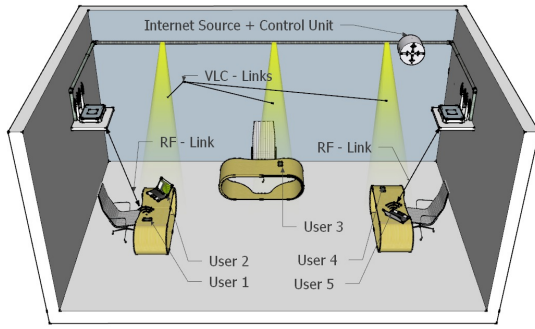 Internet Source + Control Unit
VLC - Links
RF - Link
RF - Link
User 3
User 2
User 4
User 1
User 5